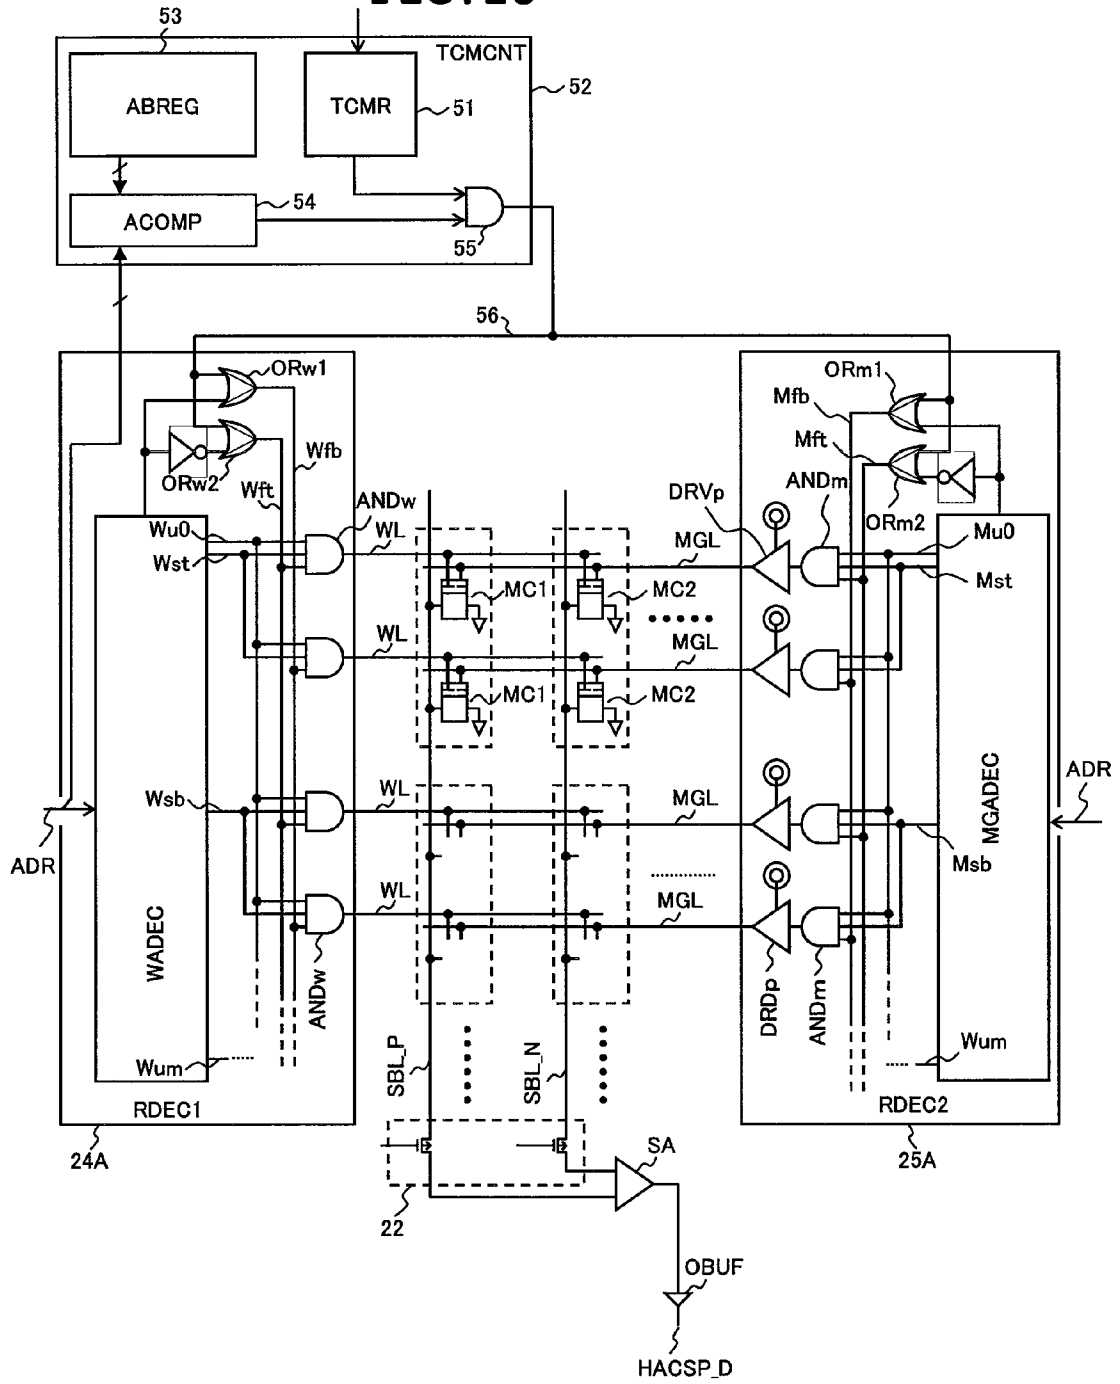 53
TCMCNT
52
ABREG
TCMR
51
54
ACOMP
55
56
ORw1
ORm1
Mfb
Wfb
Mft
ORw2
Wft
ANDw
DRVp
ANDm
ORm2
Wu0
WL
MGL
Mu0
Wst
Mst
MC1
MC2
WL
MGL
MC1
MC2
ADR
Wsb
WL
MGL
MGADEC
ADR
Msb
WL
MGL
WADEC
ANDw
DRDp
ANDm
SBL_P
SBL_N
Wum
Wum
RDEC1
RDEC2
24A
25A
SA
22
OBUF
HACSP_D